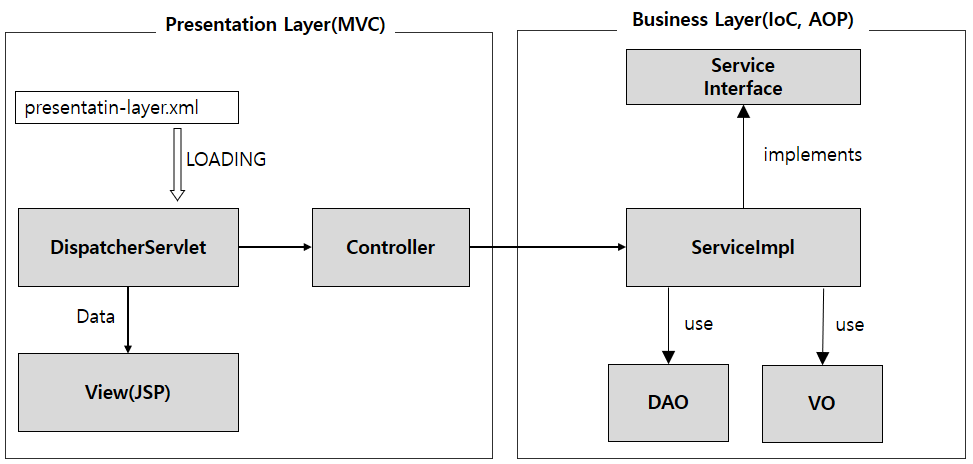 Presentation Layer(MVC)
Business Layer(IoC, AOP)
presentatin-layer.xml
LOADING
DispatcherServlet
Controller
Data
View(JSP)
Service
Interface
implements
ServiceImpl
use
use
DAO
VO